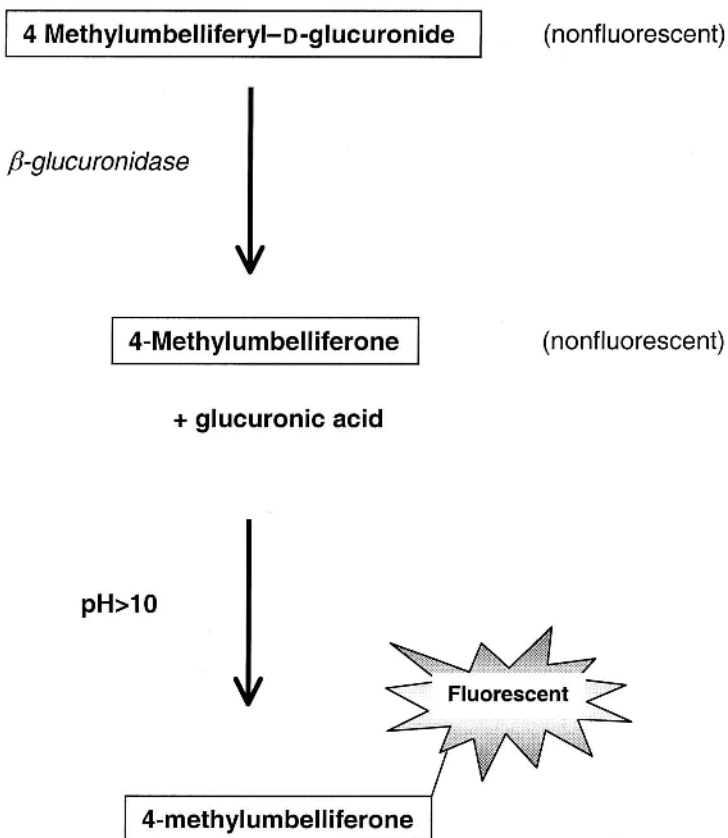 4 Methylumbelliferyl–D-glucuronide (nonfluorescent)
β-glucuronidase
4-Methylumbelliferone (nonfluorescent)
+ glucuronic acid
pH>10
Fluorescent
4-methylumbelliferone